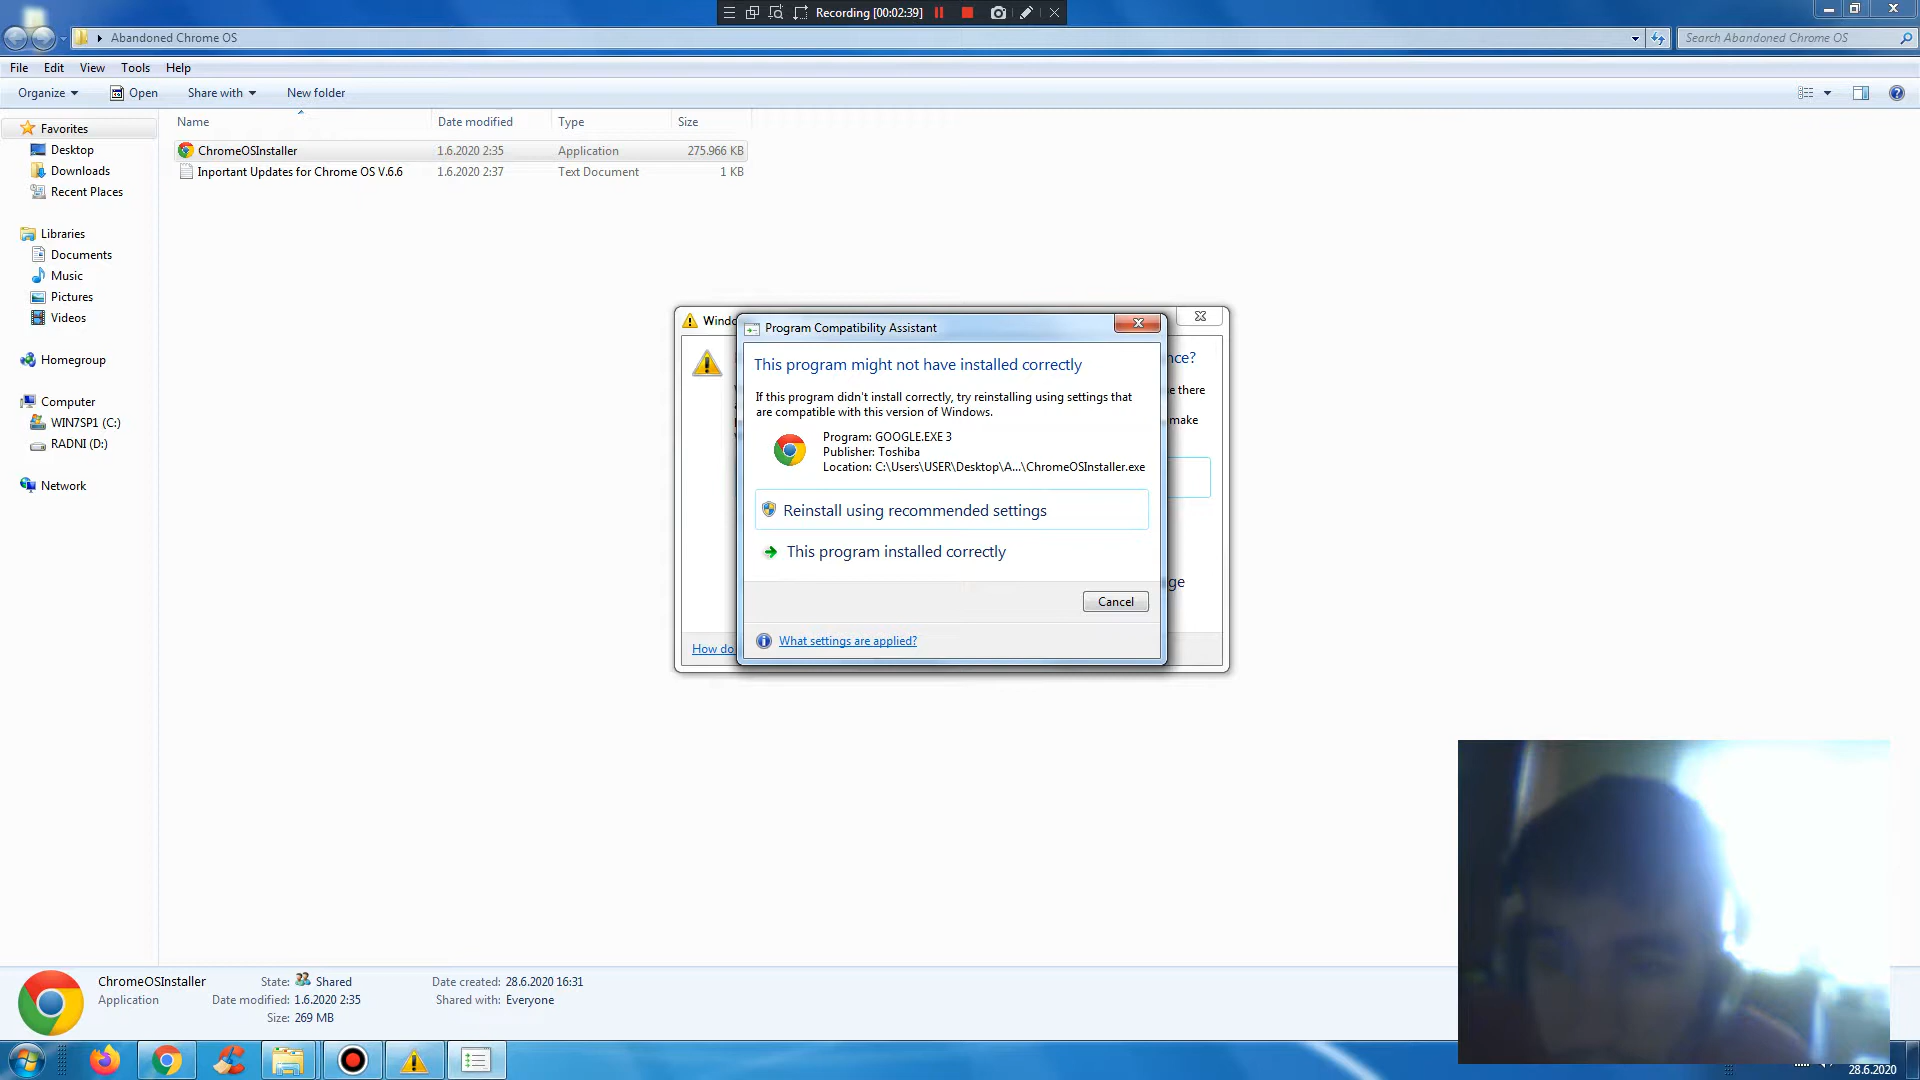 Recording [00:02:39]
Abandoned Chrome OS
Search Abandoned Chrome OS
File Edit View Tools Help
Organize Open Share with New folder
Name Date modified Type Size
Favorites
Desktop
Downloads
Recent Places
Libraries
Documents
Music
Pictures
Videos
Homegroup
Computer
WIN7SP1 (C:)
RADNI (D:)
Network
ChromeOSInstaller 1.6.2020 2:35 Application 275.966 KB
Inportant Updates for Chrome OS V.6.6 1.6.2020 2:37 Text Document 1 KB
Windo
nce?
e there
make
ge
How do
Program Compatibility Assistant
This program might not have installed correctly
If this program didn't install correctly, try reinstalling using settings that
are compatible with this version of Windows.
Program: GOOGLE.EXE 3
Publisher: Toshiba
Location: C:\Users\USER\Desktop\A...\ChromeOSInstaller.exe
Reinstall using recommended settings
This program installed correctly
Cancel
What settings are applied?
ChromeOSInstaller State: Shared Date created: 28.6.2020 16:31
Application Date modified: 1.6.2020 2:35 Shared with: Everyone
Size: 269 MB
28.6.2020